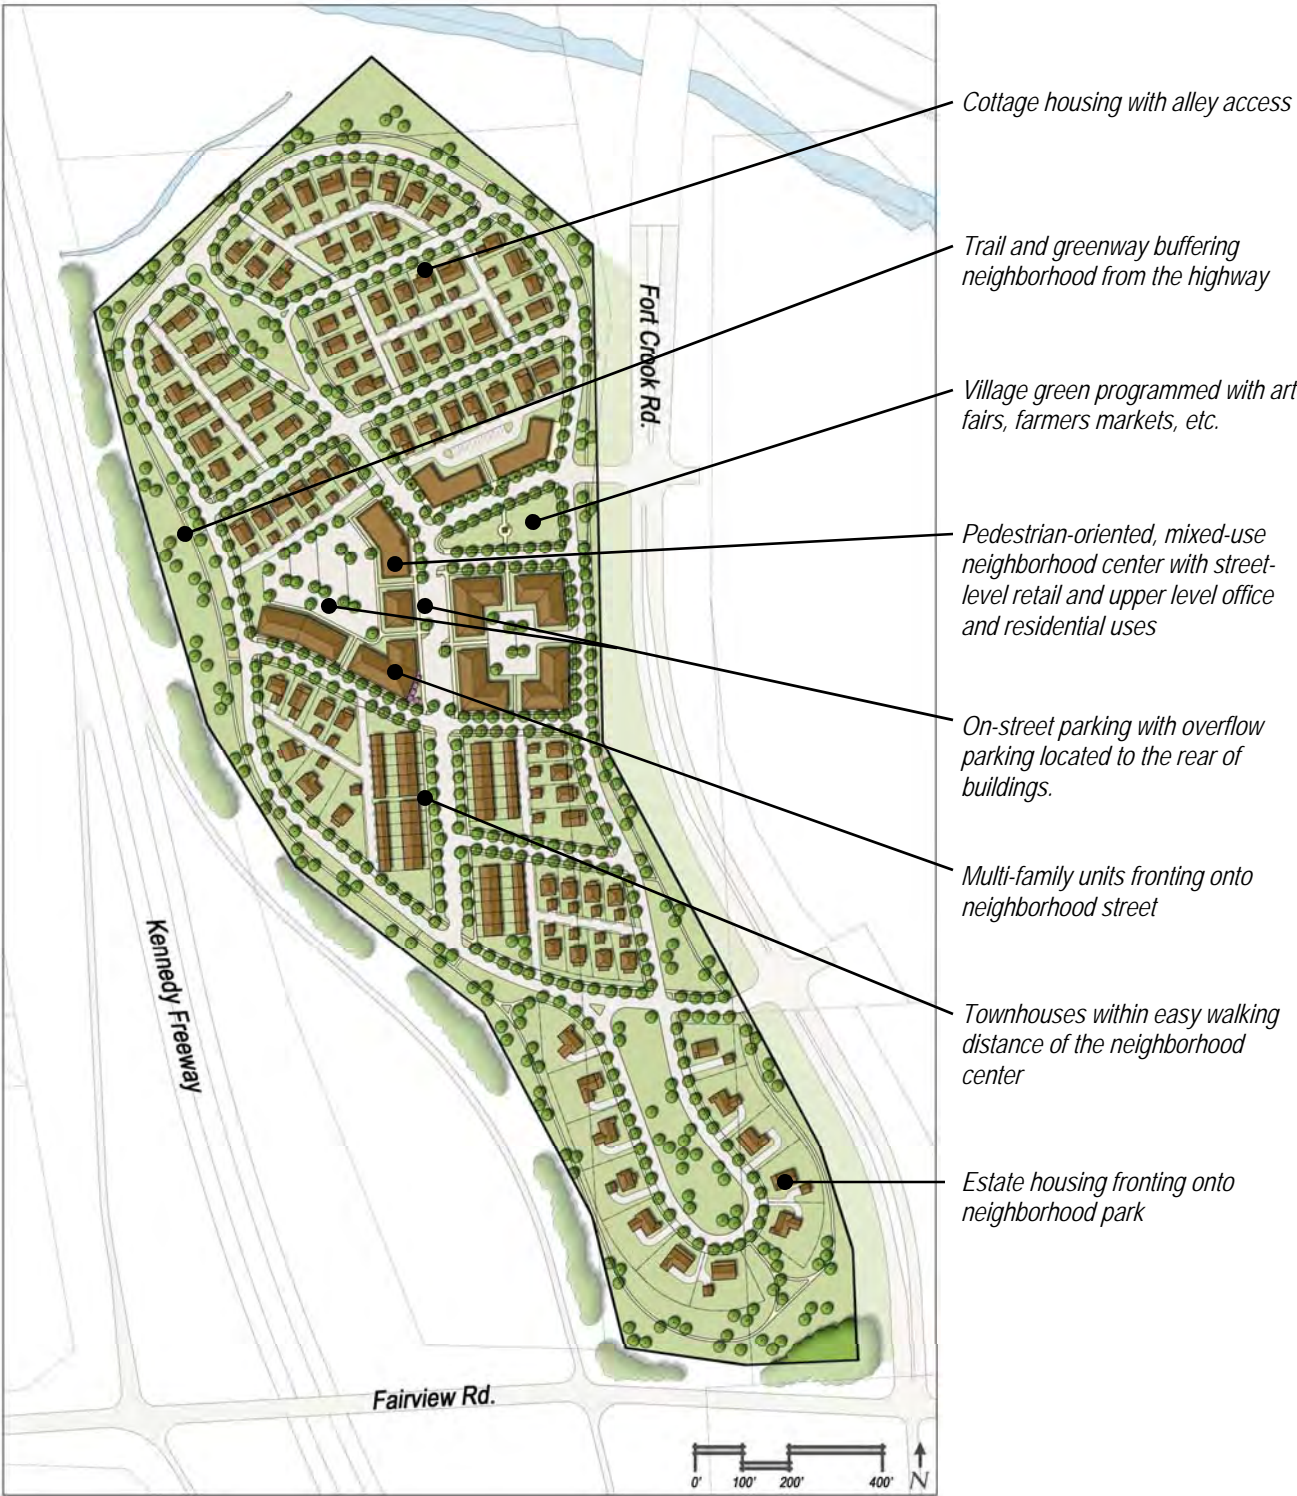 Cottage housing with alley access
Trail and greenway buffering
neighborhood from the highway
Fort Crook Rd.
Village green programmed with art
fairs, farmers markets, etc.
Pedestrian-oriented, mixed-use
neighborhood center with street-
level retail and upper level office
and residential uses
On-street parking with overflow
parking located to the rear of
buildings.
Multi-family units fronting onto
neighborhood street
Kennedy Freeway
Townhouses within easy walking
distance of the neighborhood
center
Estate housing fronting onto
neighborhood park
Fairview Rd.
0' 100' 200' 400' N